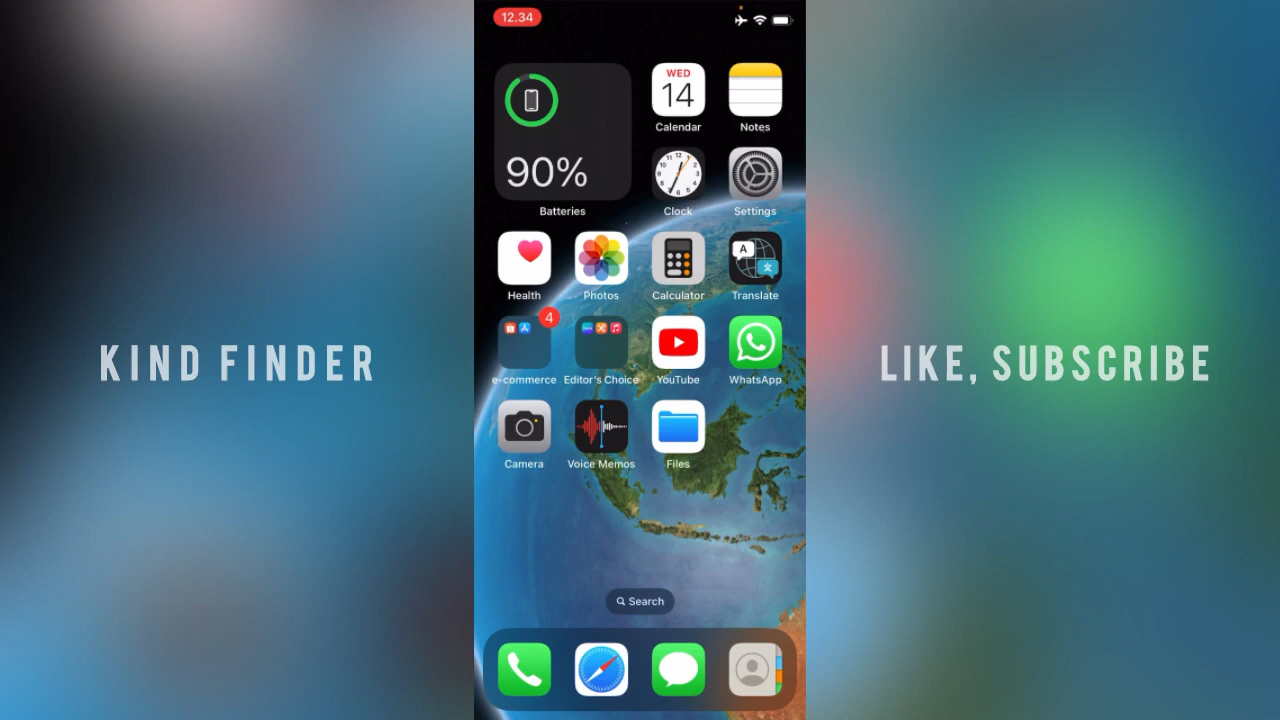 12.34
WED
14
Calendar
Notes
90%
Batteries
Clock
Settings
Health
Photos
Calculator
A
文
Translate
4
e-commerce
Editor's Choice
YouTube
WhatsApp
KIND FINDER
LIKE, SUBSCRIBE
Camera
Voice Memos
Files
Search